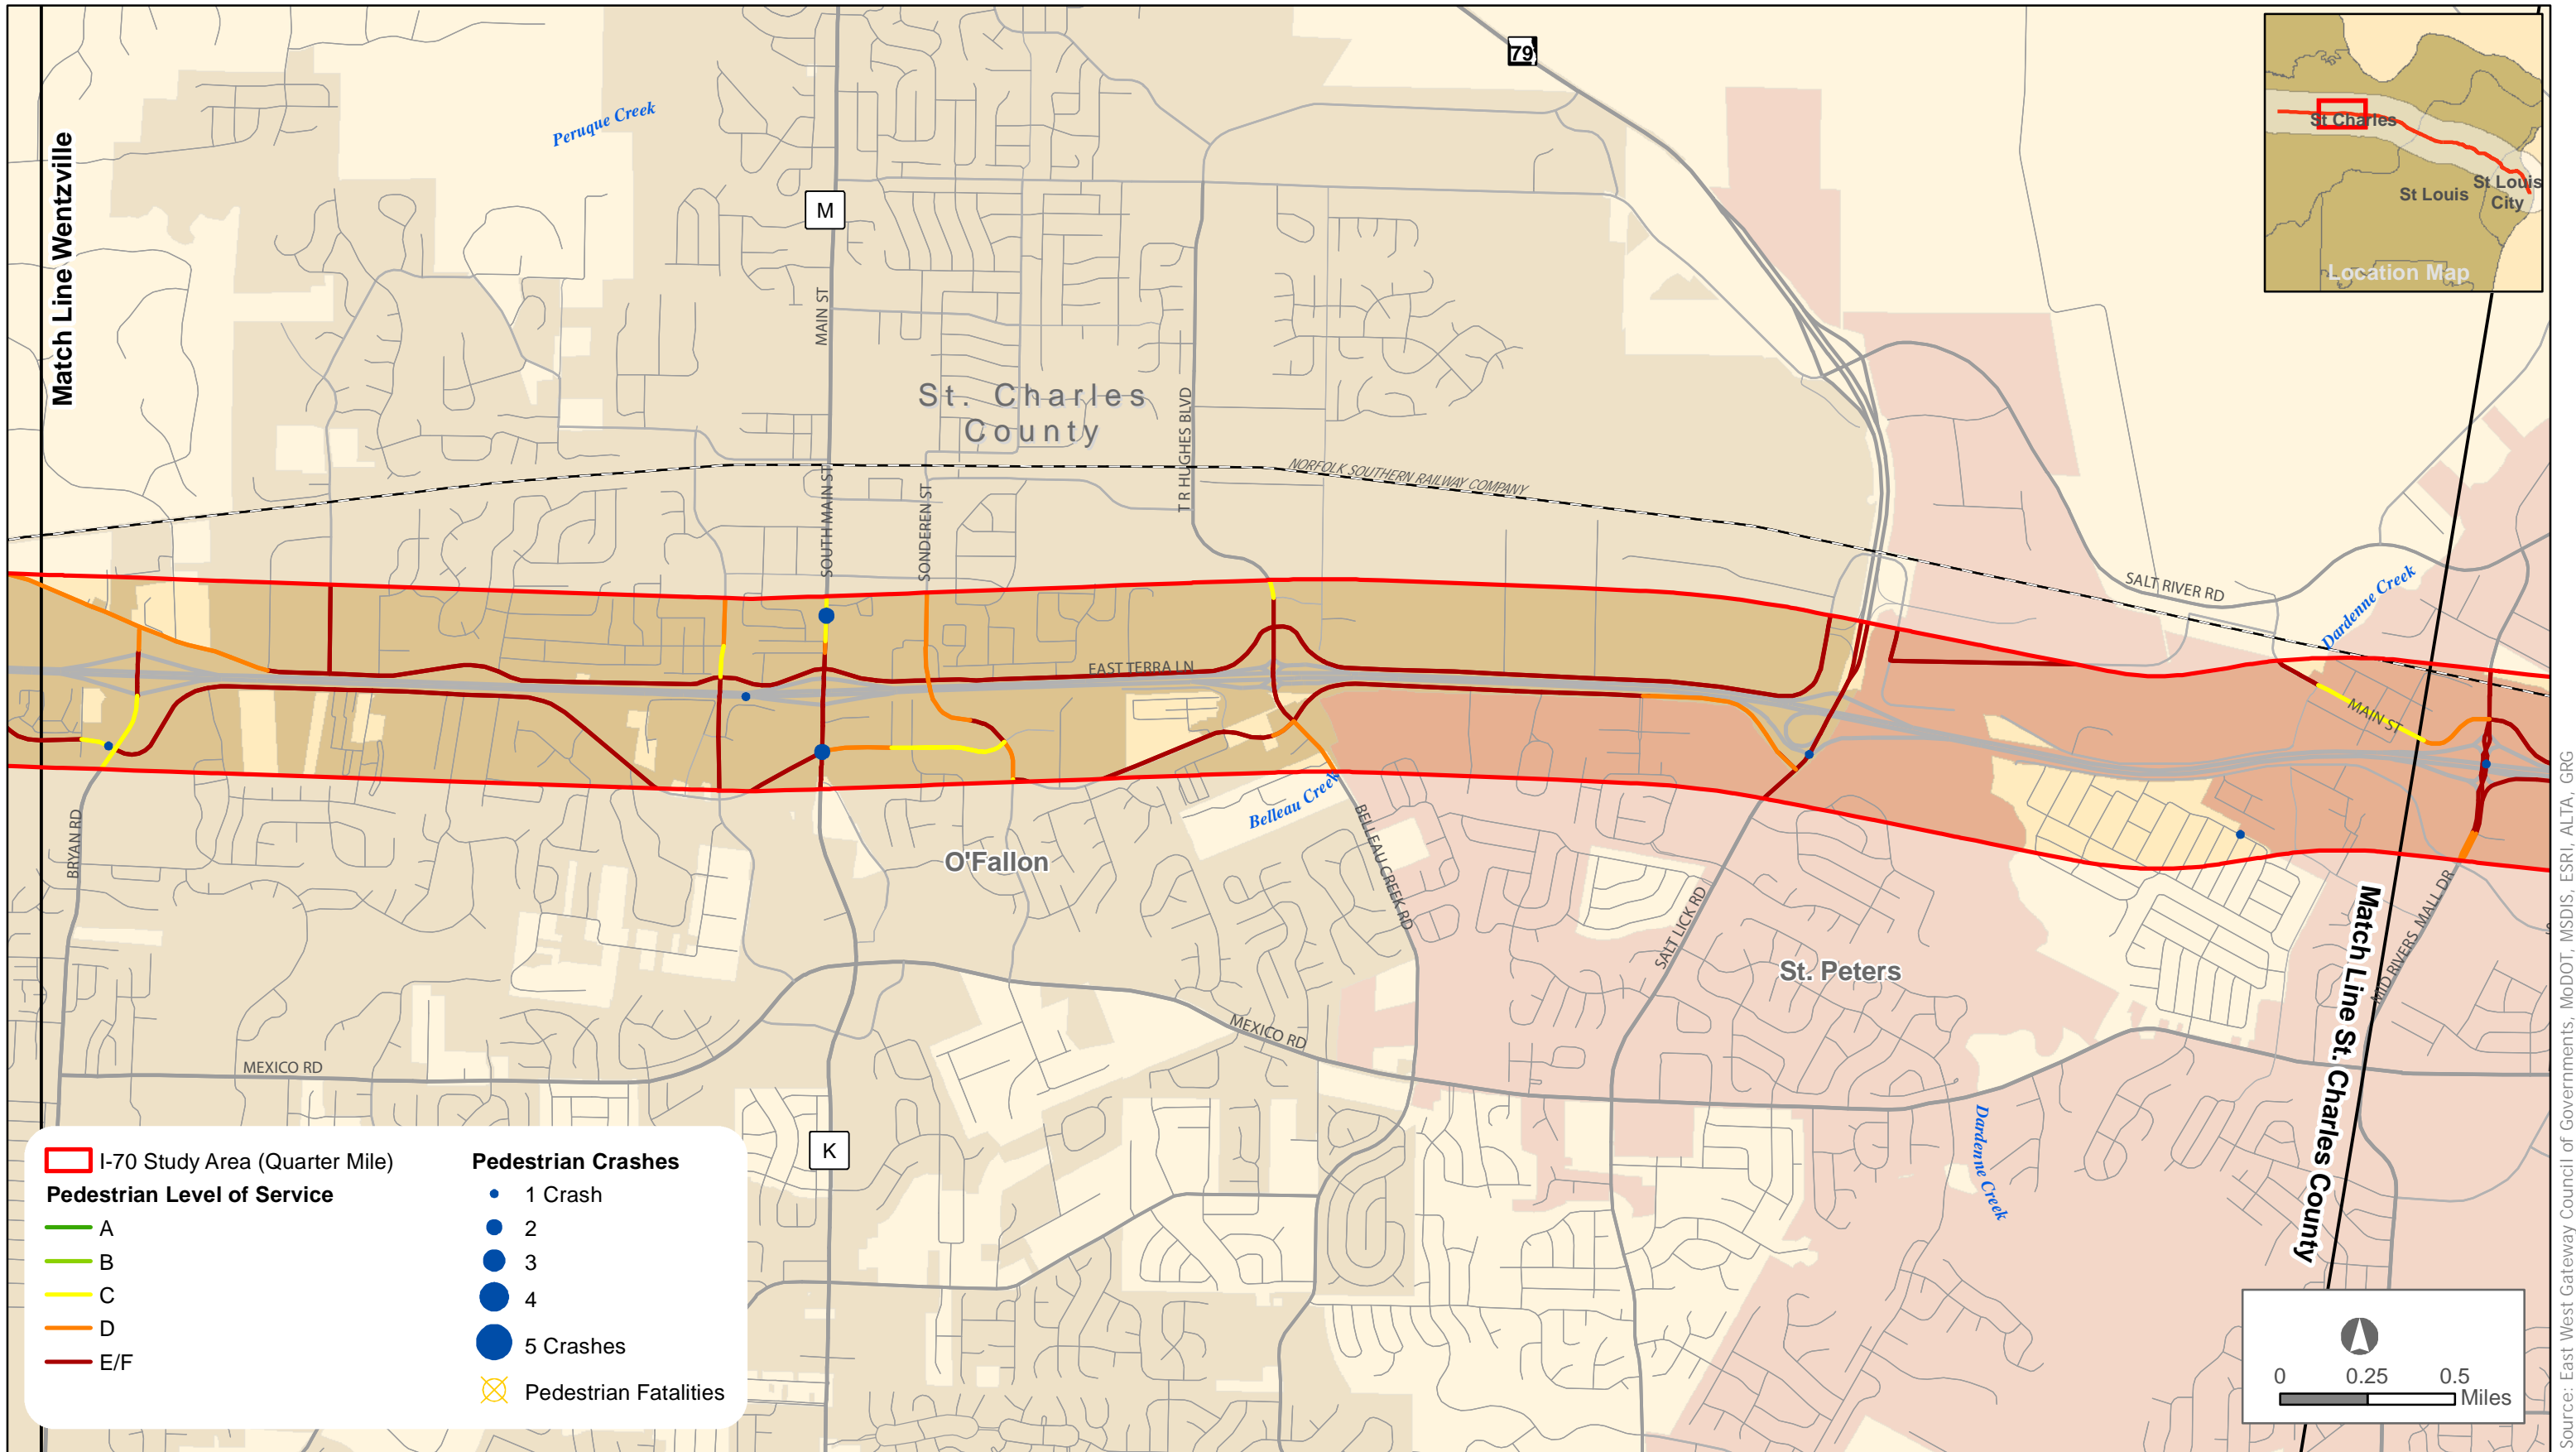 79
St Charles
St Louis
St Louis
City
Location Map
Match Line Wentzville
Peruque Creek
M
MAIN ST
St. Charles
County
T R HUGHES BLVD
NORFOLK SOUTHERN RAILWAY COMPANY
SOUTH MAIN ST
SONDEREN ST
SALT RIVER RD
Dardenne Creek
EAST TERRA LN
MAIN ST
Belleau Creek
BRYAN RD
O'Fallon
BELLEAU CREEK RD
SALT LICK RD
St. Peters
MID RIVERS MALL DR
Match Line St. Charles County
MEXICO RD
MEXICO RD
Dardenne Creek
K
I-70 Study Area (Quarter Mile)
Pedestrian Level of Service
A
B
C
D
E/F
Pedestrian Crashes
1 Crash
2
3
4
5 Crashes
Pedestrian Fatalities
0 0.25 0.5
Miles
Source: East West Gateway Council of Governments, MoDOT, MSDIS, ESRI, ALTA, GRG